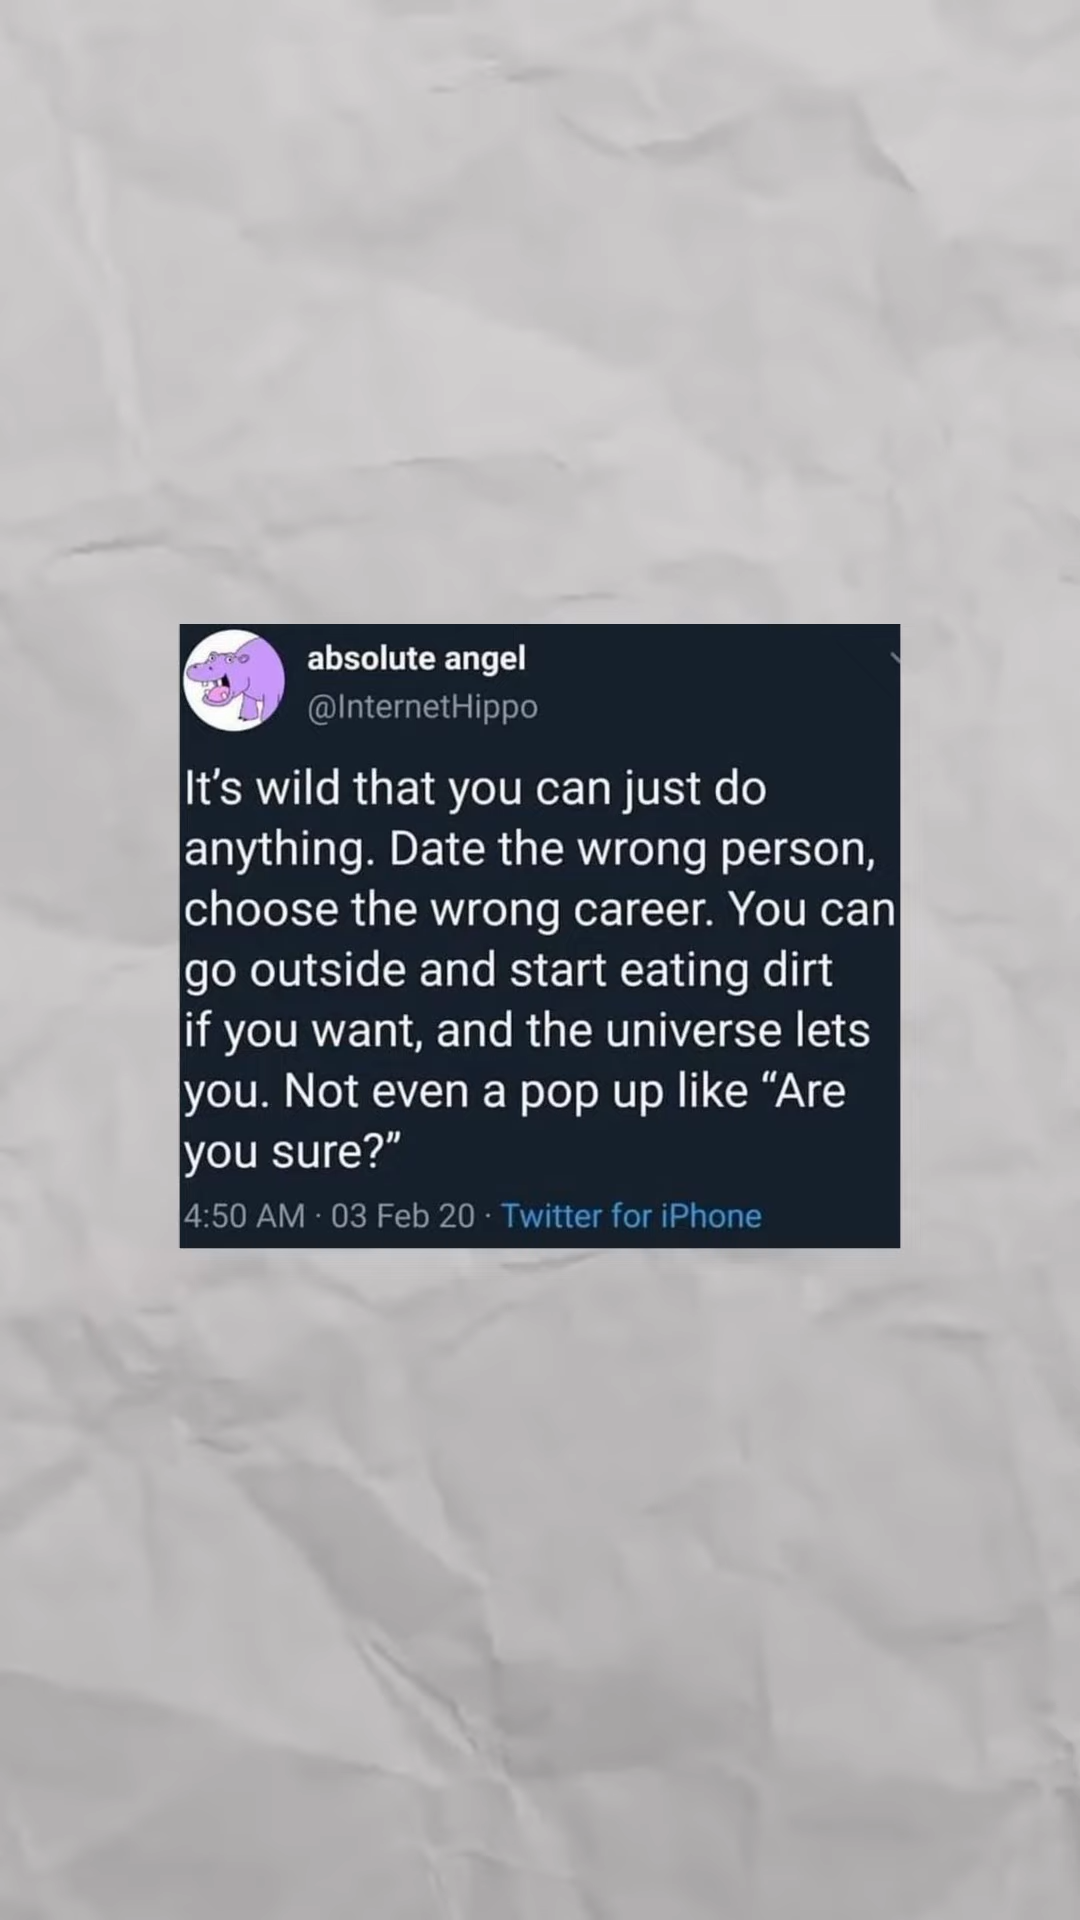 absolute angel
@InternetHippo
It's wild that you can just do
anything. Date the wrong person,
choose the wrong career. You can
go outside and start eating dirt
if you want, and the universe lets
you. Not even a pop up like “Are
you sure?”
4:50 AM · 03 Feb 20 · Twitter for iPhone